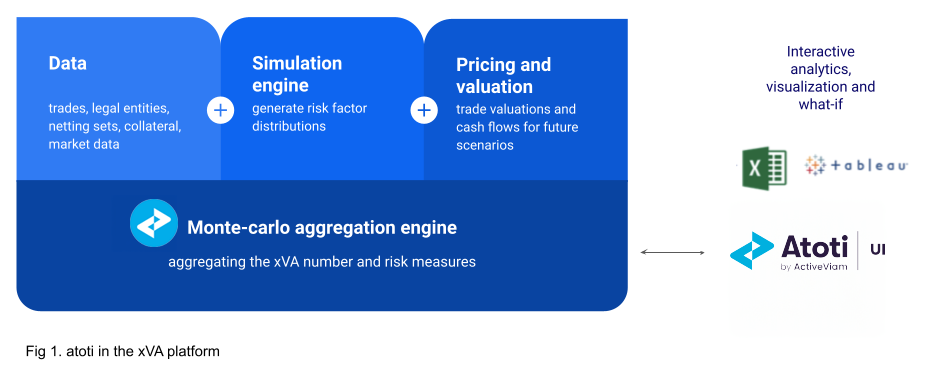 Data
trades, legal entities,
netting sets, collateral,
market data
+
Simulation
engine
generate risk factor
distributions
+
Pricing and
valuation
trade valuations and
cash flows for future
scenarios
Monte-carlo aggregation engine
aggregating the xVA number and risk measures
Interactive
analytics,
visualization and
what-if
X
+ableau
Atoti UI
by ActiveViam
Fig 1. atoti in the xVA platform